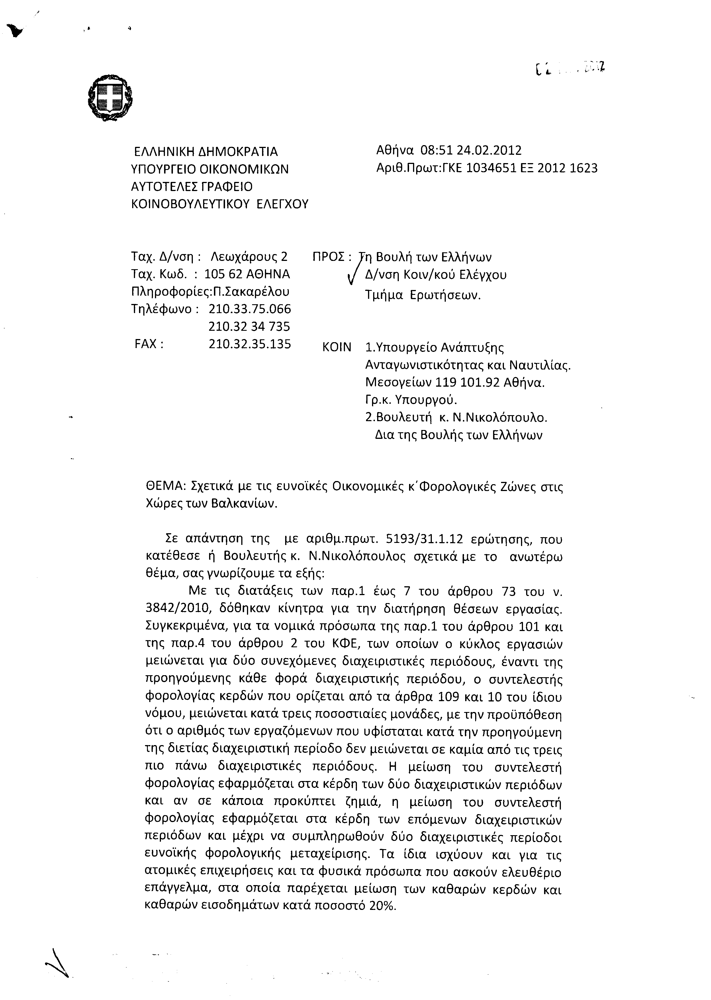 ΕΛΛΗΝΙΚΗ ΔΗΜΟΚΡΑΤΙΑ
ΥΠΟΥΡΓΕΙΟ ΟΙΚΟΝΟΜΙΚΩΝ
ΑΥΤΟΤΕΛΕΣ ΓΡΑΦΕΙΟ
ΚΟΙΝΟΒΟΥΛΕΥΤΙΚΟΥ ΕΛΕΓΧΟΥ
Αθήνα 08:51 24.02.2012
Αριθ.Πρωτ:ΓΚΕ 1034651 ΕΞ 2012 1623
Ταχ. Δ/νση : Λεωχάρους 2
Ταχ. Κωδ. : 105 62 ΑΘΗΝΑ
Πληροφορίες:Π.Σακαρέλου
Τηλέφωνο : 210.33.75.066
210.32 34 735
FAX : 210.32.35.135
ΠΡΟΣ : Τη Βουλή των Ελλήνων
Δ/νση Κοιν/κού Ελέγχου
Τμήμα Ερωτήσεων.
ΚΟΙΝ 1.Υπουργείο Ανάπτυξης
Ανταγωνιστικότητας και Ναυτιλίας.
Μεσογείων 119 101.92 Αθήνα.
Γρ.κ. Υπουργού.
2.Βουλευτή κ. Ν.Νικολόπουλο.
Δια της Βουλής των Ελλήνων
ΘΕΜΑ: Σχετικά με τις ευνοϊκές Οικονομικές κ΄Φορολογικές Ζώνες στις
Χώρες των Βαλκανίων.
Σε απάντηση της με αριθμ.πρωτ. 5193/31.1.12 ερώτησης, που
κατέθεσε ή Βουλευτής κ. Ν.Νικολόπουλος σχετικά με το ανωτέρω
θέμα, σας γνωρίζουμε τα εξής:
Με τις διατάξεις των παρ.1 έως 7 του άρθρου 73 του ν.
3842/2010, δόθηκαν κίνητρα για την διατήρηση θέσεων εργασίας.
Συγκεκριμένα, για τα νομικά πρόσωπα της παρ.1 του άρθρου 101 και
της παρ.4 του άρθρου 2 του ΚΦΕ, των οποίων ο κύκλος εργασιών
μειώνεται για δύο συνεχόμενες διαχειριστικές περιόδους, έναντι της
προηγούμενης κάθε φορά διαχειριστικής περιόδου, ο συντελεστής
φορολογίας κερδών που ορίζεται από τα άρθρα 109 και 10 του ίδιου
νόμου, μειώνεται κατά τρεις ποσοστιαίες μονάδες, με την προϋπόθεση
ότι ο αριθμός των εργαζόμενων που υφίσταται κατά την προηγούμενη
της διετίας διαχειριστική περίοδο δεν μειώνεται σε καμία από τις τρεις
πιο πάνω διαχειριστικές περιόδους. Η μείωση του συντελεστή
φορολογίας εφαρμόζεται στα κέρδη των δύο διαχειριστικών περιόδων
και αν σε κάποια προκύπτει ζημιά, η μείωση του συντελεστή
φορολογίας εφαρμόζεται στα κέρδη των επόμενων διαχειριστικών
περιόδων και μέχρι να συμπληρωθούν δύο διαχειριστικές περίοδοι
ευνοϊκής φορολογικής μεταχείρισης. Τα ίδια ισχύουν και για τις
ατομικές επιχειρήσεις και τα φυσικά πρόσωπα που ασκούν ελευθέριο
επάγγελμα, στα οποία παρέχεται μείωση των καθαρών κερδών και
καθαρών εισοδημάτων κατά ποσοστό 20%.